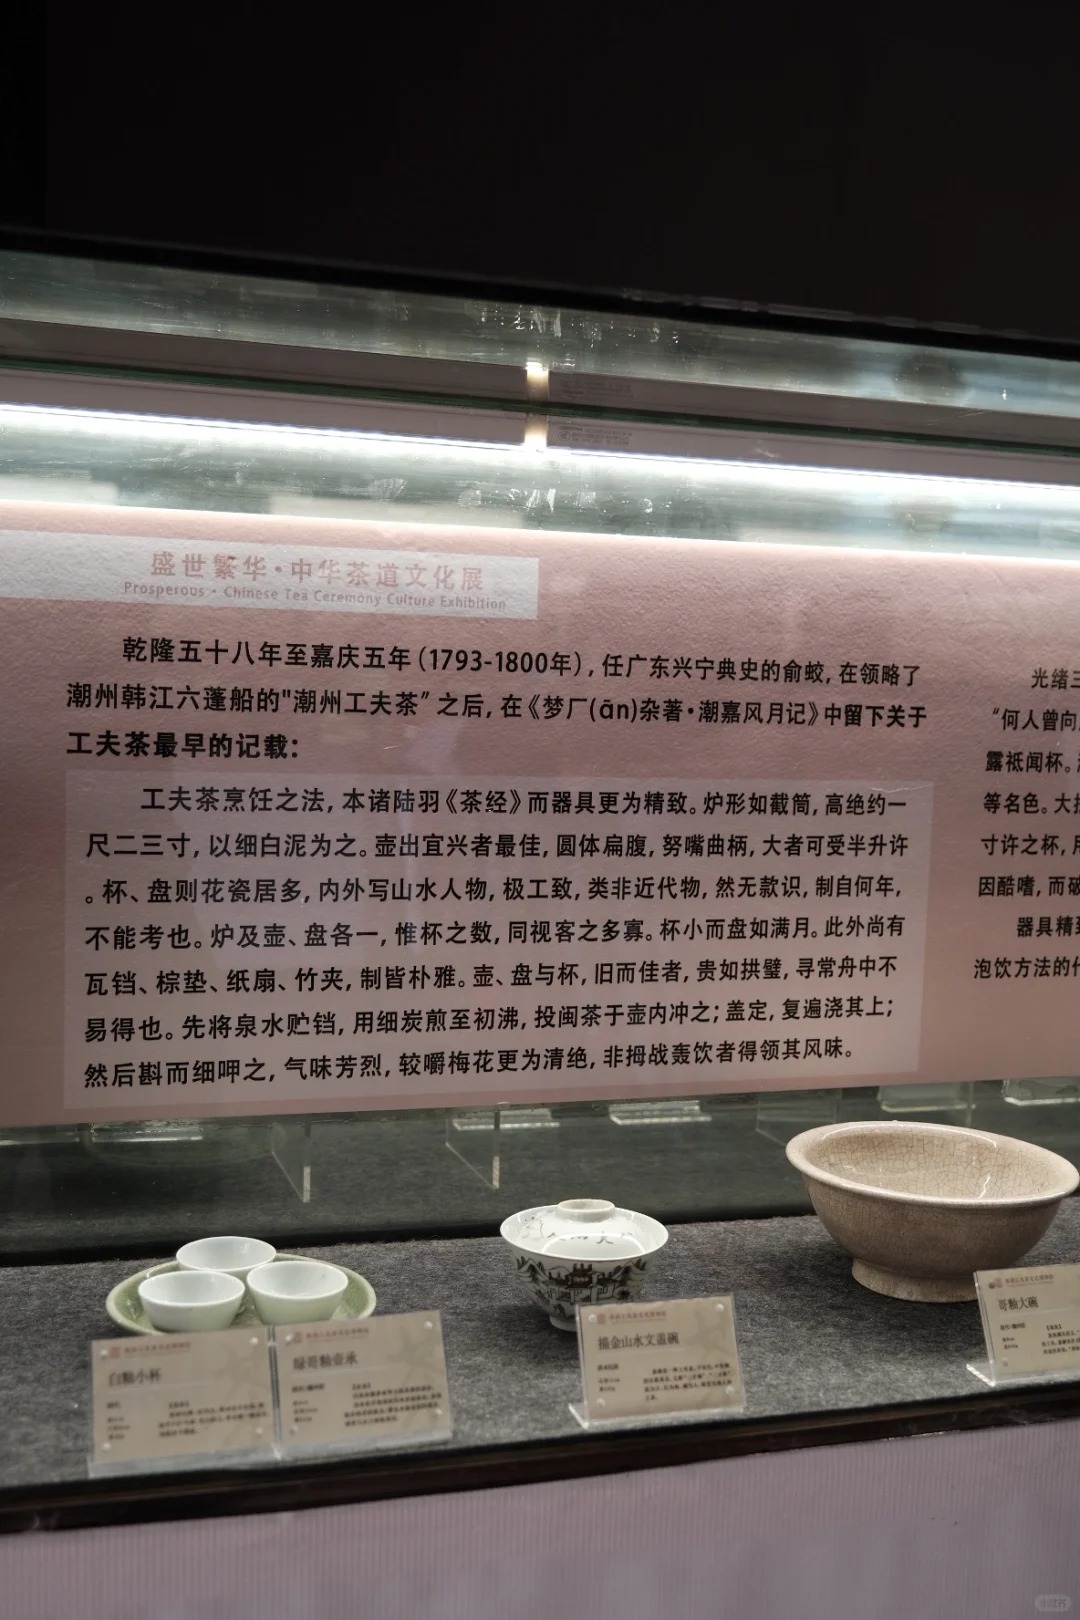 盛世繁华·中华茶道文化展
Prosperous · Chinese Tea Ceremony Culture Exhibition
乾隆五十八年至嘉庆五年（1793-1800年），任广东兴宁典史的俞蛟，在领略了
潮州韩江六蓬船的"潮州工夫茶"之后，在《梦厂(ān)杂著·潮嘉风月记》中留下关于
工夫茶最早的记载：
工夫茶烹饪之法，本诸陆羽《茶经》而器具更为精致。炉形如截筒，高绝约一
尺二三寸，以细白泥为之。壶出宜兴者最佳，圆体扁腹，努嘴曲柄，大者可受半升许
。杯、盘则花瓷居多，内外写山水人物，极工致，类非近代物，然无款识，制自何年，
不能考也。炉及壶、盘各一，惟杯之数，同视客之多寡。杯小而盘如满月。此外尚有
瓦铛、棕垫、纸扇、竹夹，制皆朴雅。壶、盘与杯，旧而佳者，贵如拱璧，寻常舟中不
易得也。先将泉水贮铛，用细炭煎至初沸，投闽茶于壶内冲之；盖定，复遍浇其上；
然后斟而细呷之，气味芳烈，较嚼梅花更为清绝，非拇战轰饮者得领其风味。
光绪三
"何人曾向
露祗闻杯。
等名色。大
寸许之杯，
因酷嗜，而破
器具精
泡饮方法的
白釉小杯
绿哥釉壶承
描金山水文盖碗
哥釉大碗
小红书